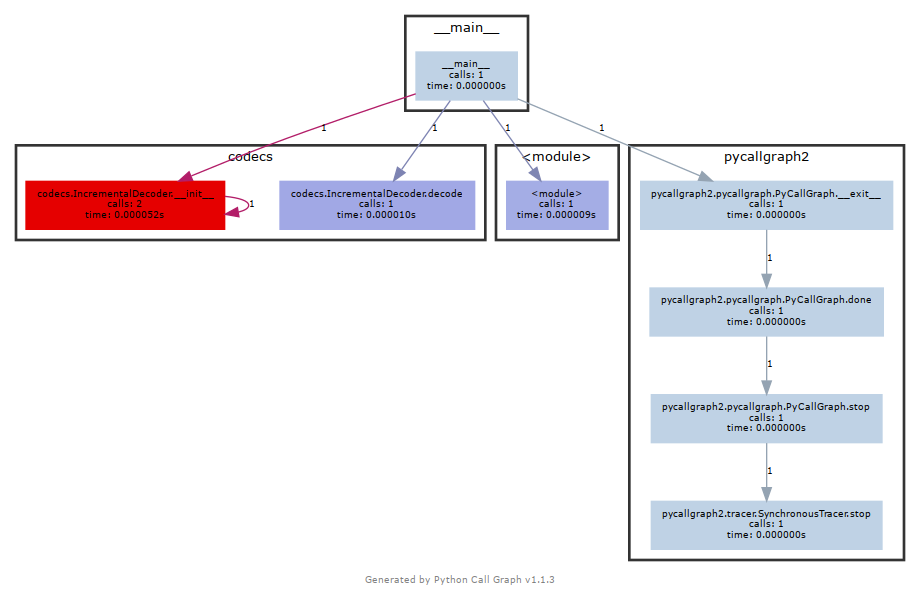 __main__
__main__
calls: 1
time: 0.000000s
1
1
1
1
codecs
<module>
pycallgraph2
codecs.IncrementalDecoder.__init__
calls: 2
time: 0.000052s
1
codecs.IncrementalDecoder.decode
calls: 1
time: 0.000010s
<module>
calls: 1
time: 0.000009s
pycallgraph2.pycallgraph.PyCallGraph.__exit__
calls: 1
time: 0.000000s
1
pycallgraph2.pycallgraph.PyCallGraph.done
calls: 1
time: 0.000000s
1
pycallgraph2.pycallgraph.PyCallGraph.stop
calls: 1
time: 0.000000s
1
pycallgraph2.tracer.SynchronousTracer.stop
calls: 1
time: 0.000000s
Generated by Python Call Graph v1.1.3